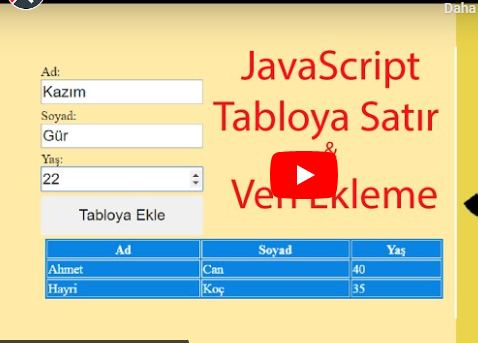 Daha
JavaScript
Tabloya Satır
&
Veri Ekleme
Ad:
Kazım
Soyad:
Gür
Yaş:
22
Tabloya Ekle
Ad Soyad Yaş
Ahmet Can 40
Hayri Koç 35